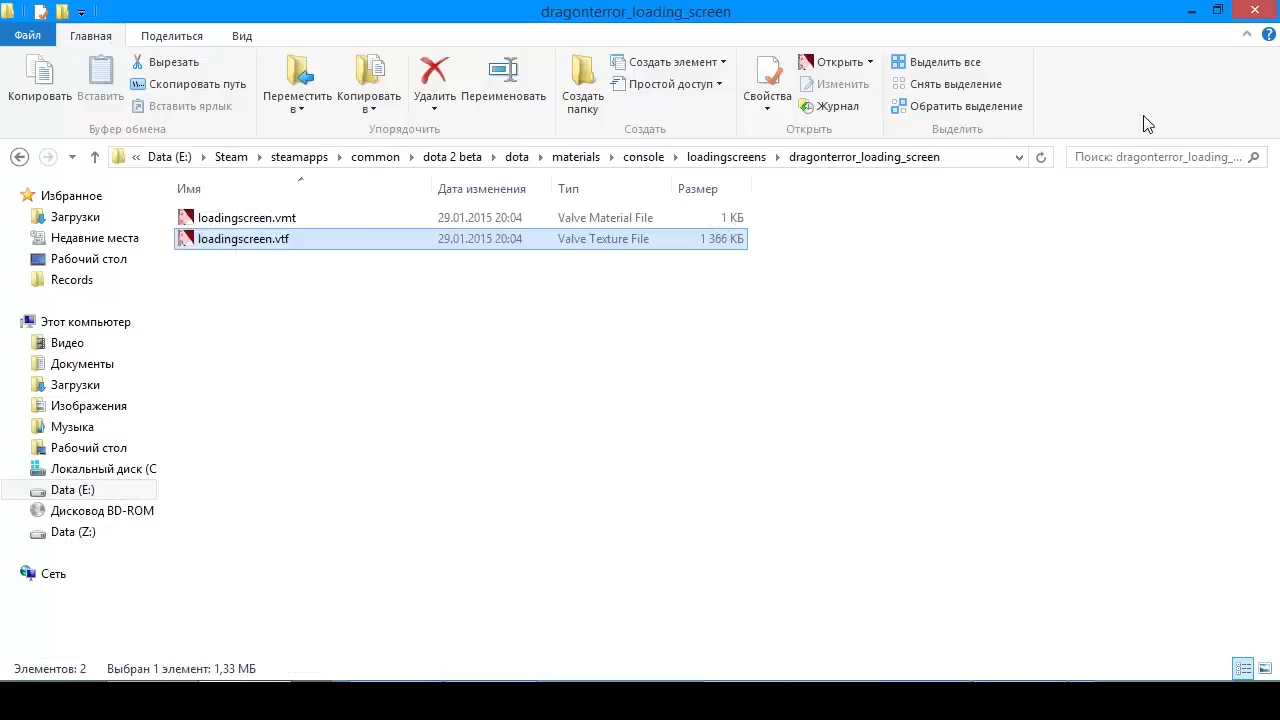 dragonterror_loading_screen
Файл Главная Поделиться Вид
Копировать
Вставить
Вырезать
Скопировать путь
Вставить ярлык
Буфер обмена
Переместить в
Копировать в
Удалить
Переименовать
Упорядочить
Создать папку
Создать элемент
Простой доступ
Создать
Свойства
Открыть
Изменить
Журнал
Открыть
Выделить все
Снять выделение
Обратить выделение
Выделить
« Data (E:) Steam steamapps common dota 2 beta dota materials console loadingscreens dragonterror_loading_screen
Поиск: dragonterror_loading_...
Избранное
Загрузки
Недавние места
Рабочий стол
Records
Этот компьютер
Видео
Документы
Загрузки
Изображения
Музыка
Рабочий стол
Локальный диск (C
Data (E:)
Дисковод BD-ROM
Data (Z:)
Сеть
Имя Дата изменения Тип Размер
loadingscreen.vmt 29.01.2015 20:04 Valve Material File 1 КБ
loadingscreen.vtf 29.01.2015 20:04 Valve Texture File 1 366 КБ
Элементов: 2 Выбран 1 элемент: 1,33 МБ